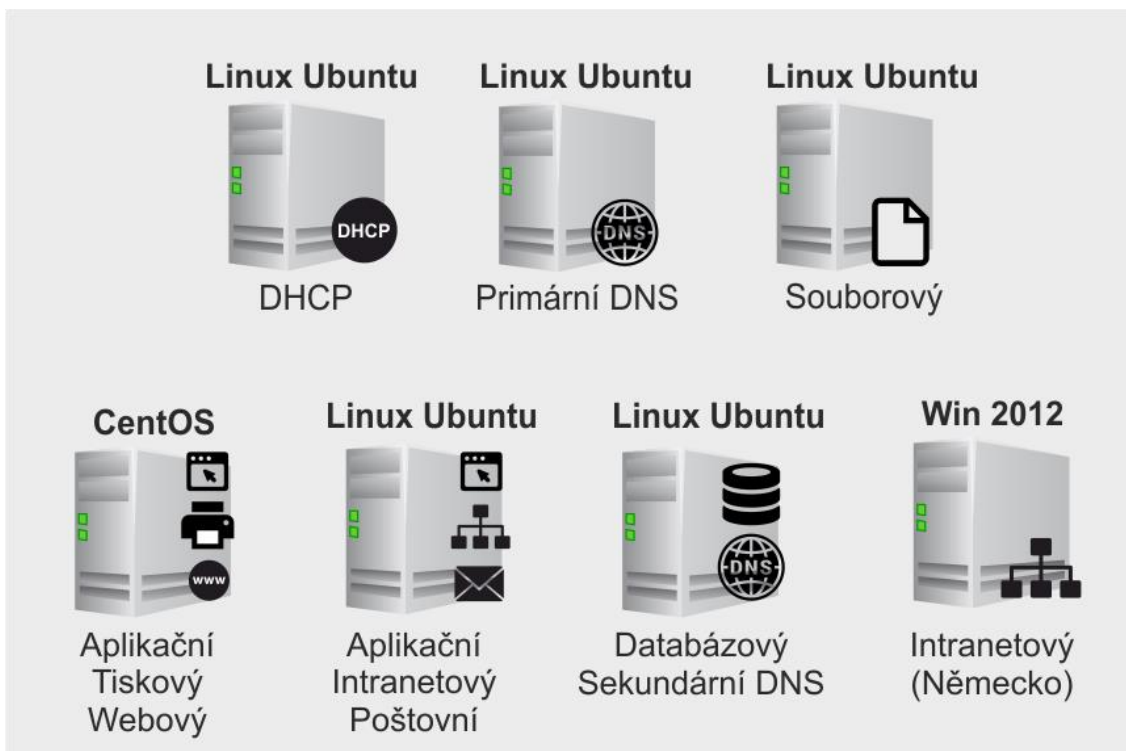 Linux Ubuntu
Linux Ubuntu
Linux Ubuntu
DHCP
DNS
DHCP
Primární DNS
Souborový
CentOS
Linux Ubuntu
Linux Ubuntu
Win 2012
www
DNS
Aplikační
Tiskový
Webový
Aplikační
Intranetový
Poštovní
Databázový
Sekundární DNS
Intranetový
(Německo)